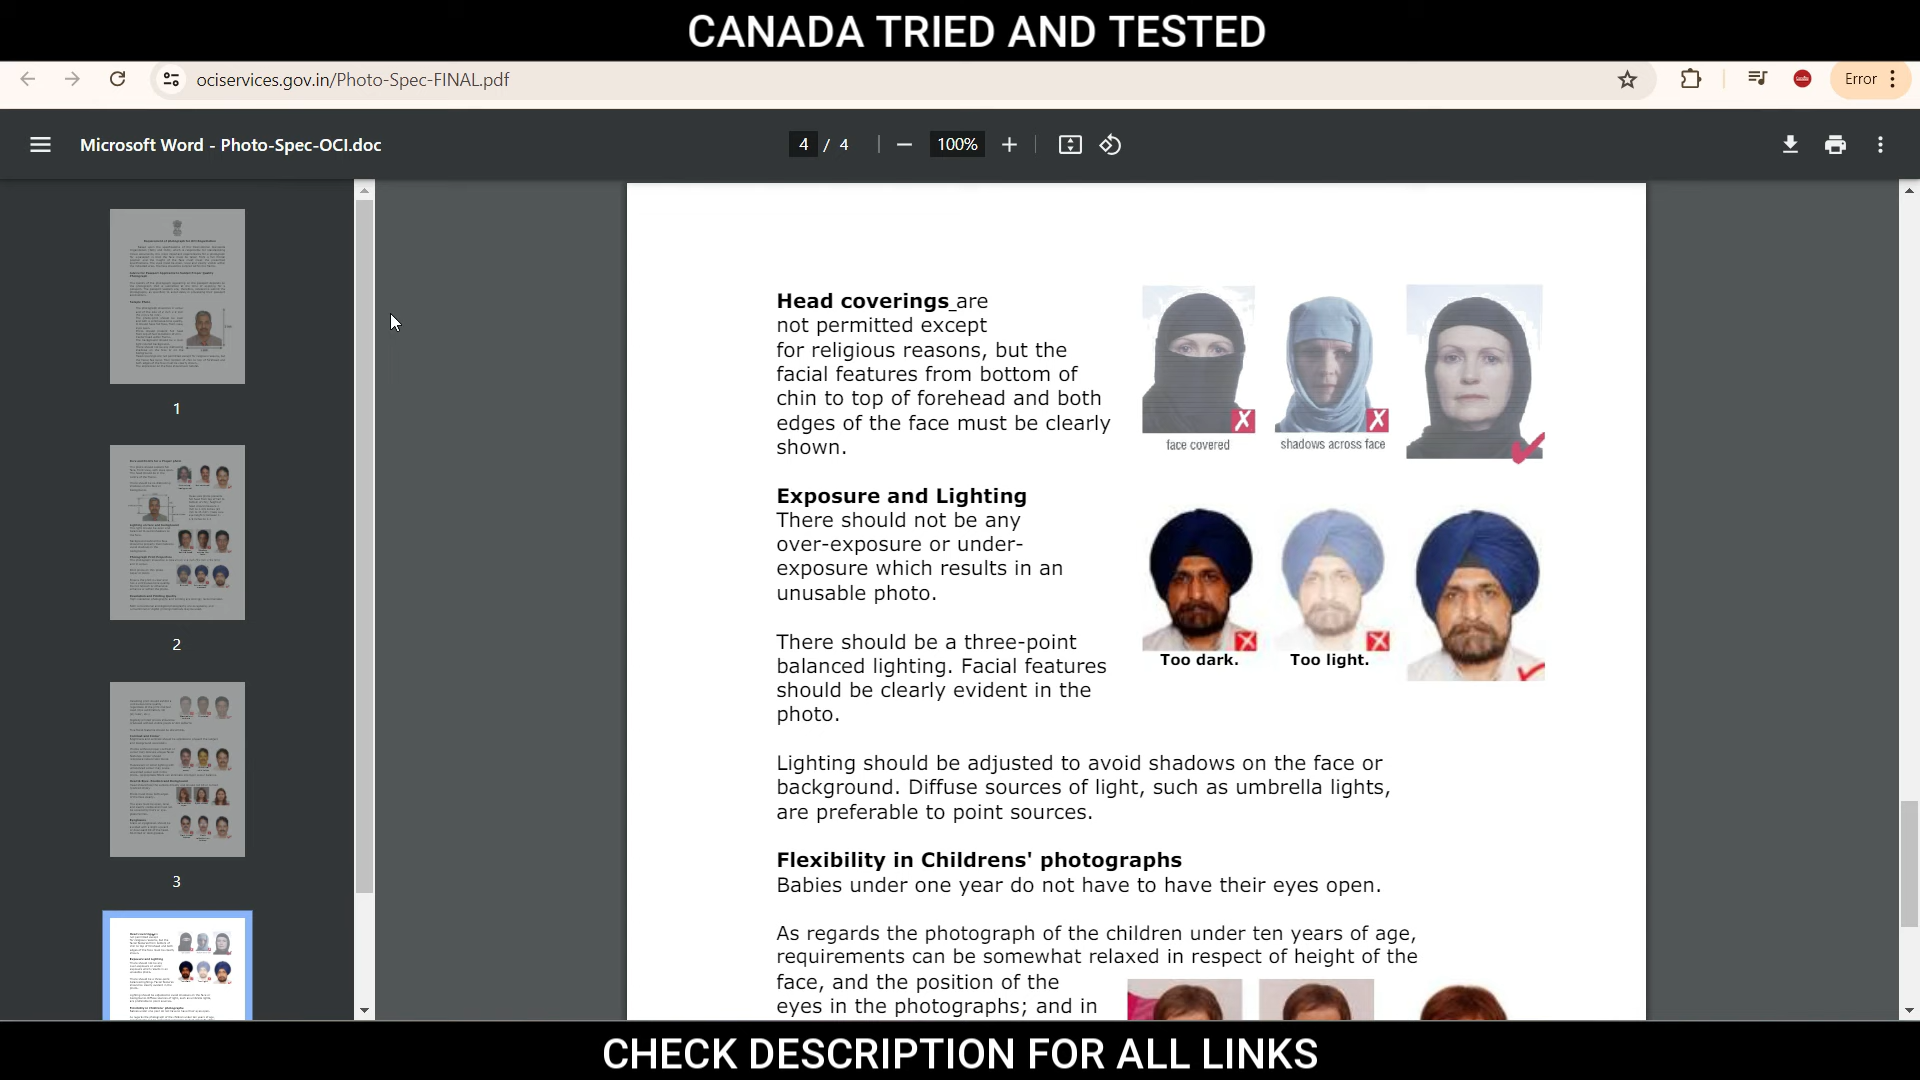 CANADA TRIED AND TESTED
ociservices.gov.in/Photo-Spec-FINAL.pdf
Error
Microsoft Word - Photo-Spec-OCI.doc
4 / 4
100%
1
2
3
Head coverings are
not permitted except
for religious reasons, but the
facial features from bottom of
chin to top of forehead and both
edges of the face must be clearly
shown.
face covered
shadows across face
Exposure and Lighting
There should not be any
over-exposure or under-
exposure which results in an
unusable photo.
Too dark.
Too light.
There should be a three-point
balanced lighting. Facial features
should be clearly evident in the
photo.
Lighting should be adjusted to avoid shadows on the face or
background. Diffuse sources of light, such as umbrella lights,
are preferable to point sources.
Flexibility in Childrens' photographs
Babies under one year do not have to have their eyes open.
As regards the photograph of the children under ten years of age,
requirements can be somewhat relaxed in respect of height of the
face, and the position of the
eyes in the photographs; and in
CHECK DESCRIPTION FOR ALL LINKS